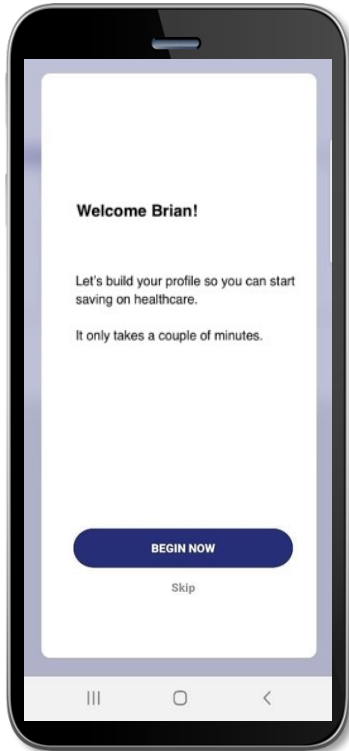 Welcome Brian!
Let's build your profile so you can start
saving on healthcare.
It only takes a couple of minutes.
BEGIN NOW
Skip